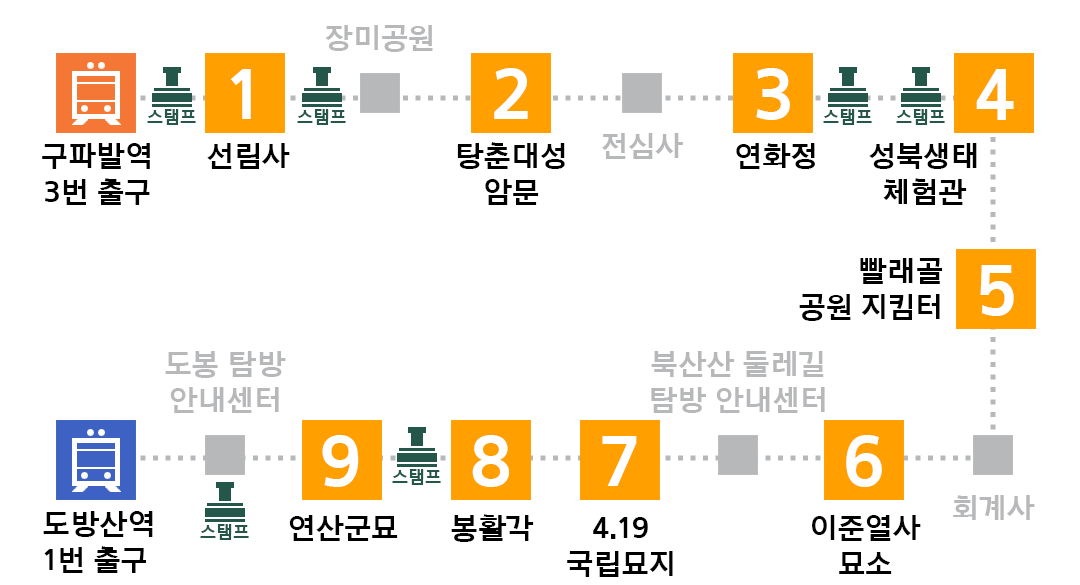 장미공원
스탬프
1
스탬프
2
3
스탬프
스탬프
4
구파발역
3번 출구
선림사
탕춘대성
암문
전심사
연화정
성북생태
체험관
빨래골
공원 지킴터
5
도봉 탐방
안내센터
북산산 둘레길
탐방 안내센터
스탬프
9
스탬프
8
7
6
회계사
도방산역
1번 출구
연산군묘
봉활각
4.19
국립묘지
이준열사
묘소